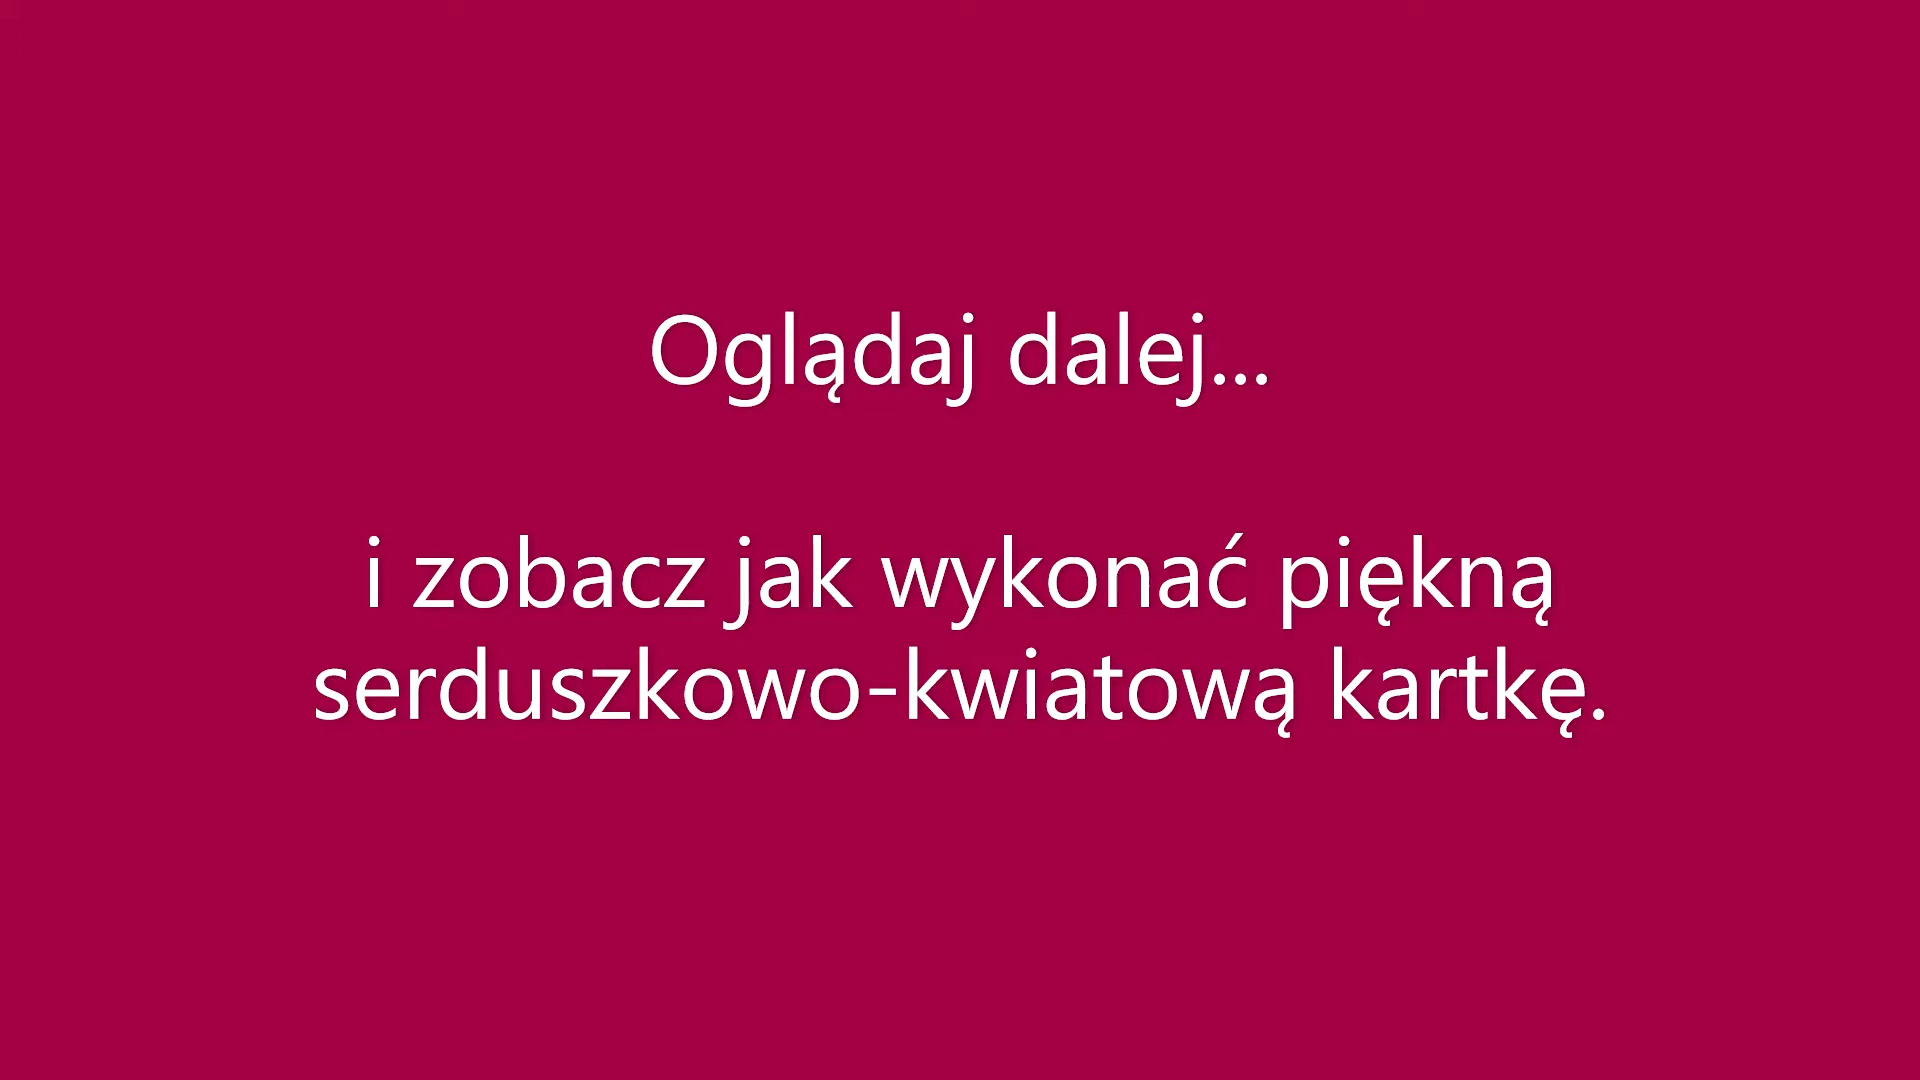 Oglądaj dalej...
i zobacz jak wykonać piękną
serduszkowo-kwiatową kartkę.